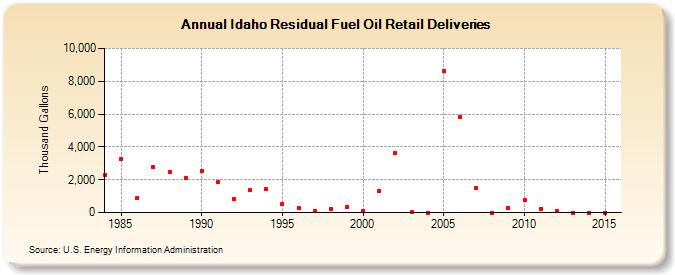 Annual Idaho Residual Fuel Oil Retail Deliveries
Thousand Gallons
10,000
8,000
6,000
4,000
2,000
0
1985 1990 1995 2000 2005 2010 2015
Source: U.S. Energy Information Administration